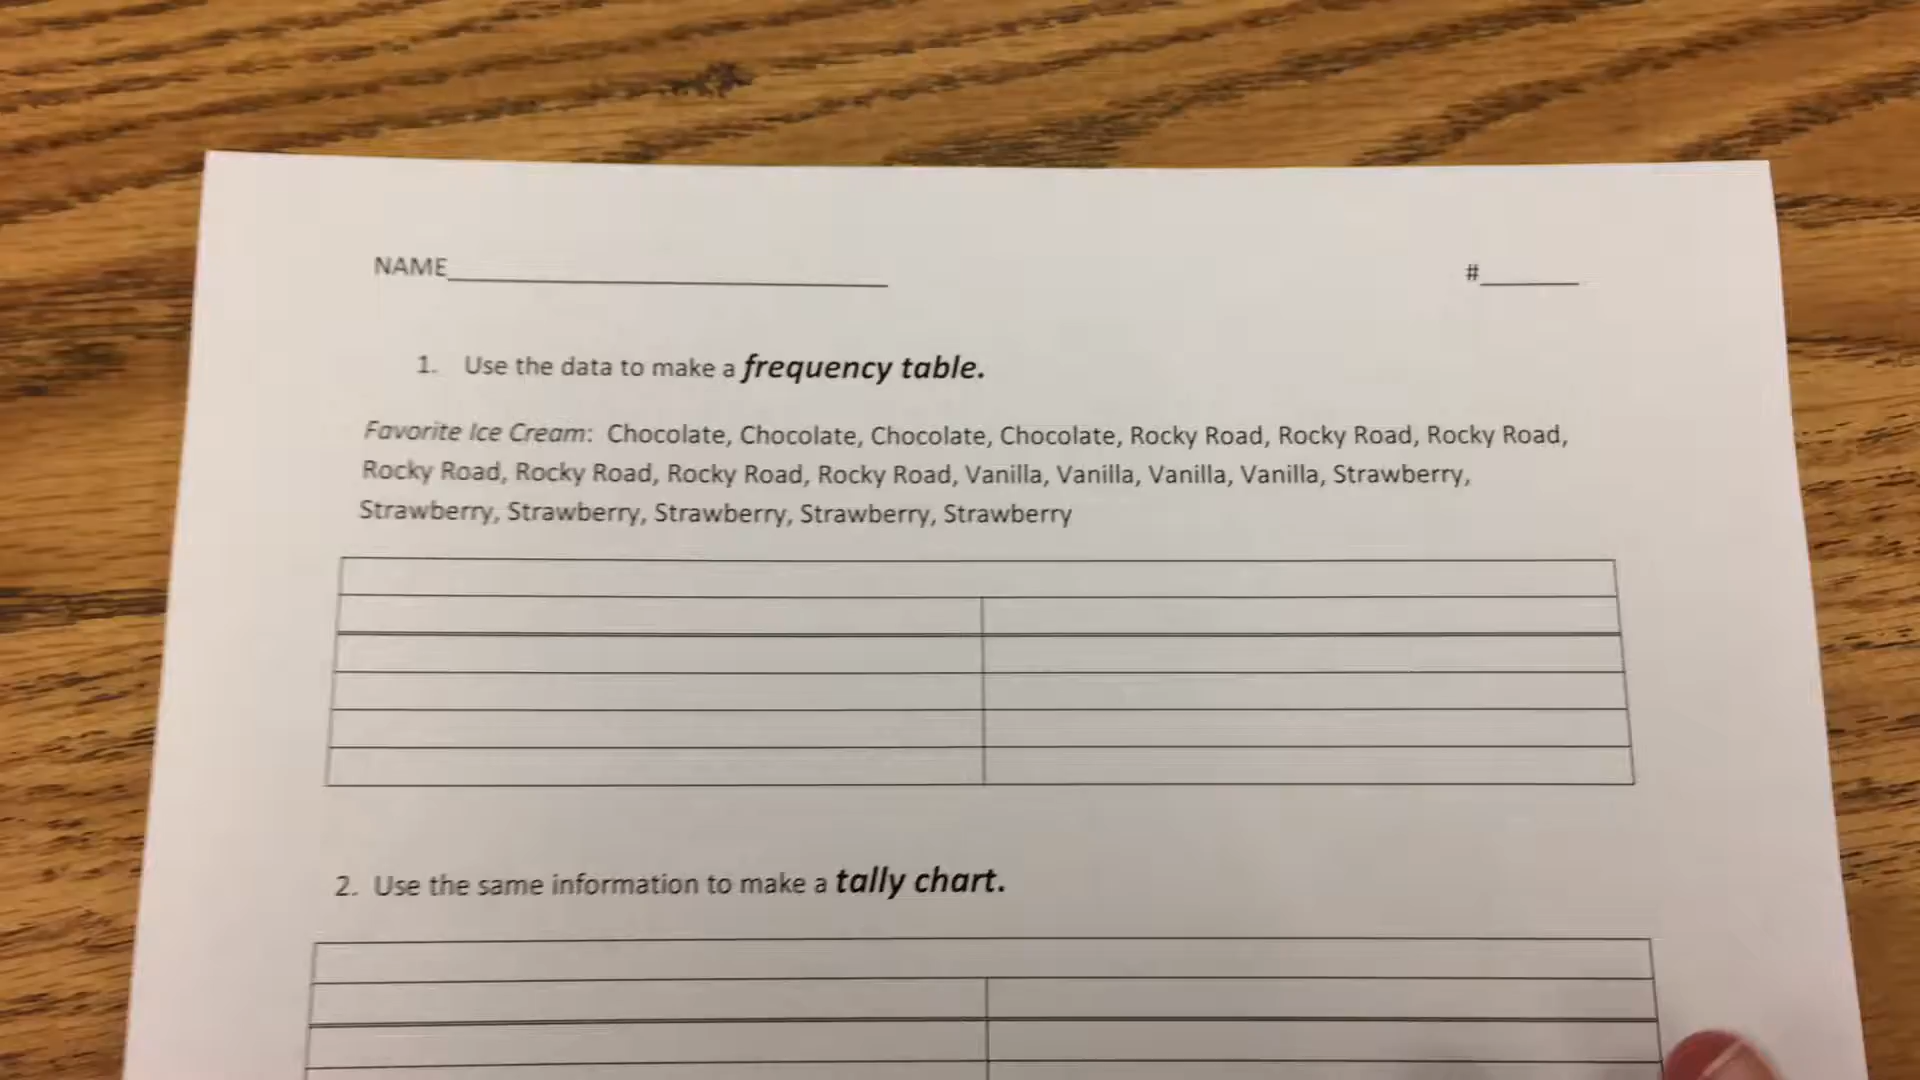 NAME #
1. Use the data to make a frequency table.
Favorite Ice Cream: Chocolate, Chocolate, Chocolate, Chocolate, Rocky Road, Rocky Road, Rocky Road,
Rocky Road, Rocky Road, Rocky Road, Rocky Road, Vanilla, Vanilla, Vanilla, Vanilla, Strawberry,
Strawberry, Strawberry, Strawberry, Strawberry, Strawberry
2. Use the same information to make a tally chart.